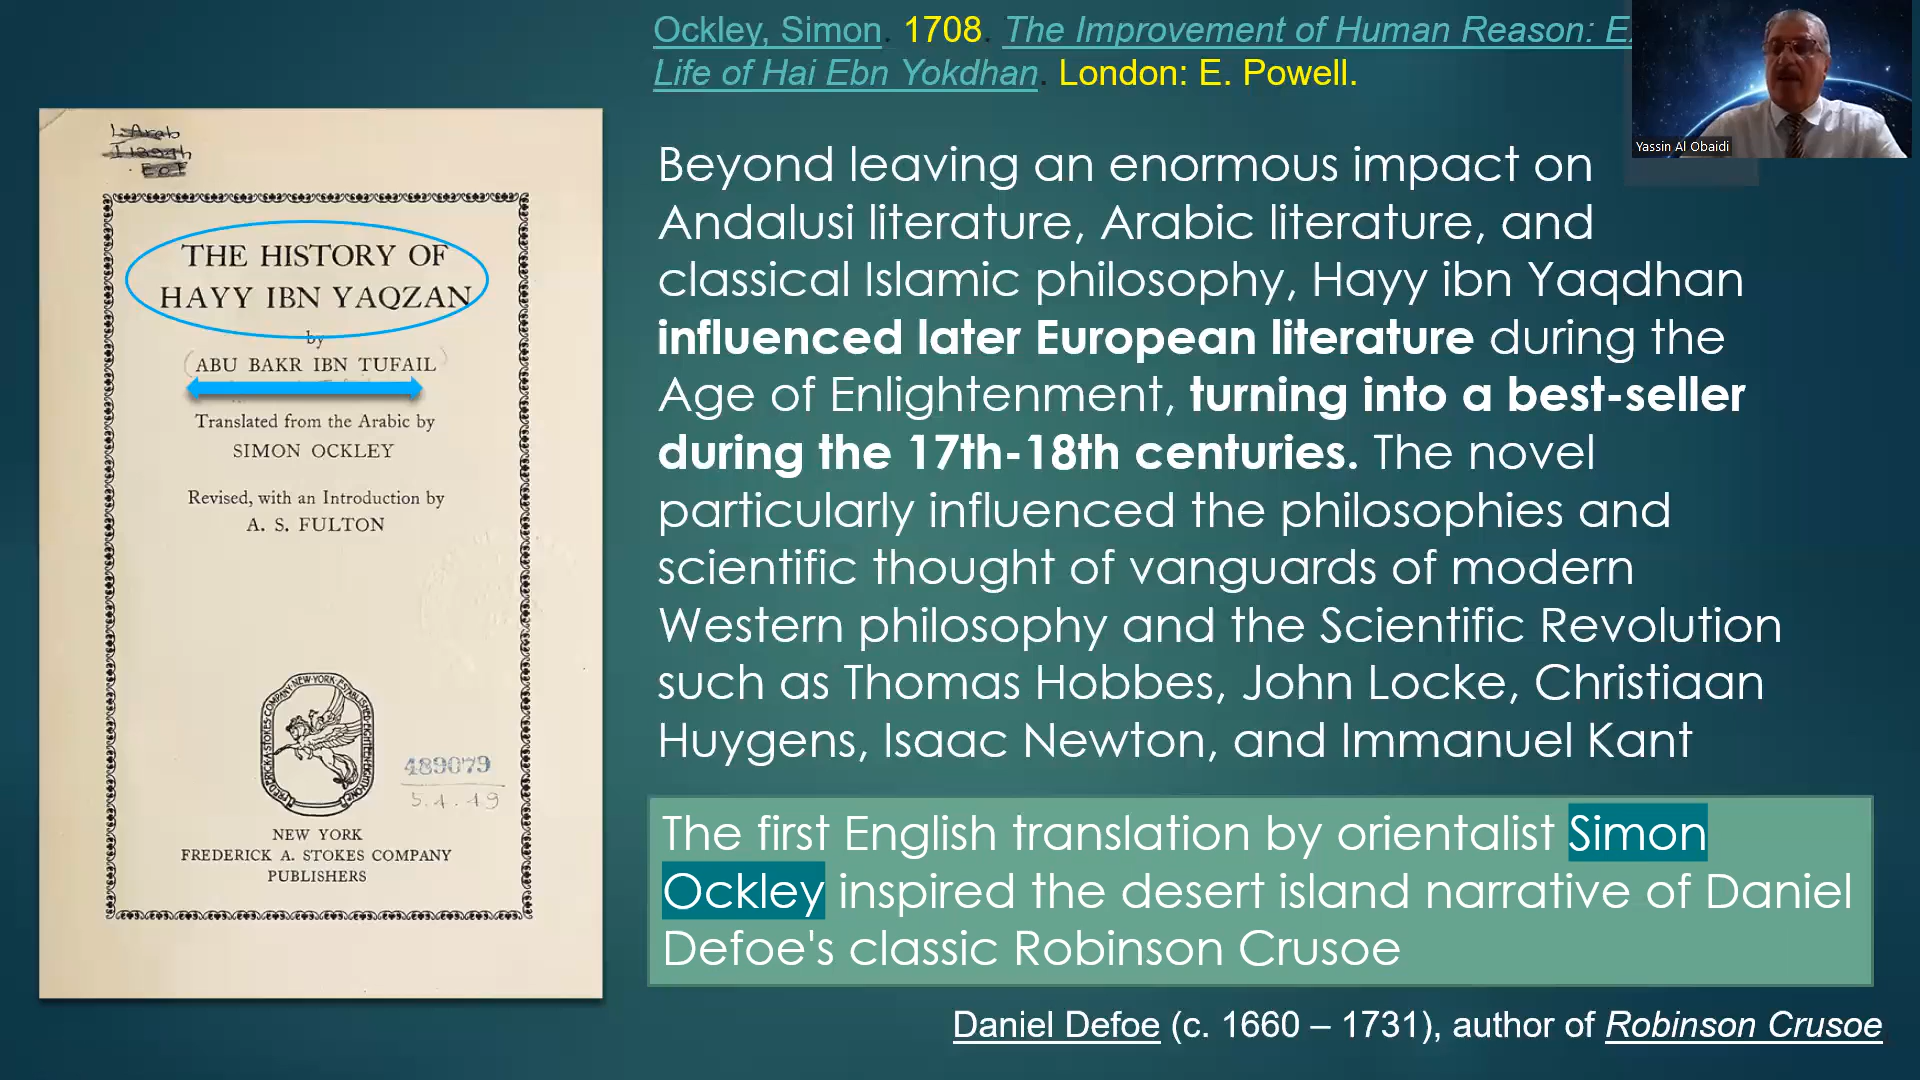 Ockley, Simon. 1708. The Improvement of Human Reason:
Life of Hai Ebn Yokdhan. London: E. Powell.
Yassin Al Obaidi
THE HISTORY OF
HAYY IBN YAQZAN
by
ABU BAKR IBN TUFAIL
Translated from the Arabic by
SIMON OCKLEY
Revised, with an Introduction by
A. S. FULTON
489079
5.4.49
NEW YORK
FREDERICK A. STOKES COMPANY
PUBLISHERS
Beyond leaving an enormous impact on
Andalusi literature, Arabic literature, and
classical Islamic philosophy, Hayy ibn Yaqdhan
influenced later European literature during the
Age of Enlightenment, turning into a best-seller
during the 17th-18th centuries. The novel
particularly influenced the philosophies and
scientific thought of vanguards of modern
Western philosophy and the Scientific Revolution
such as Thomas Hobbes, John Locke, Christiaan
Huygens, Isaac Newton, and Immanuel Kant
The first English translation by orientalist Simon
Ockley inspired the desert island narrative of Daniel
Defoe's classic Robinson Crusoe
Daniel Defoe (c. 1660 – 1731), author of Robinson Crusoe